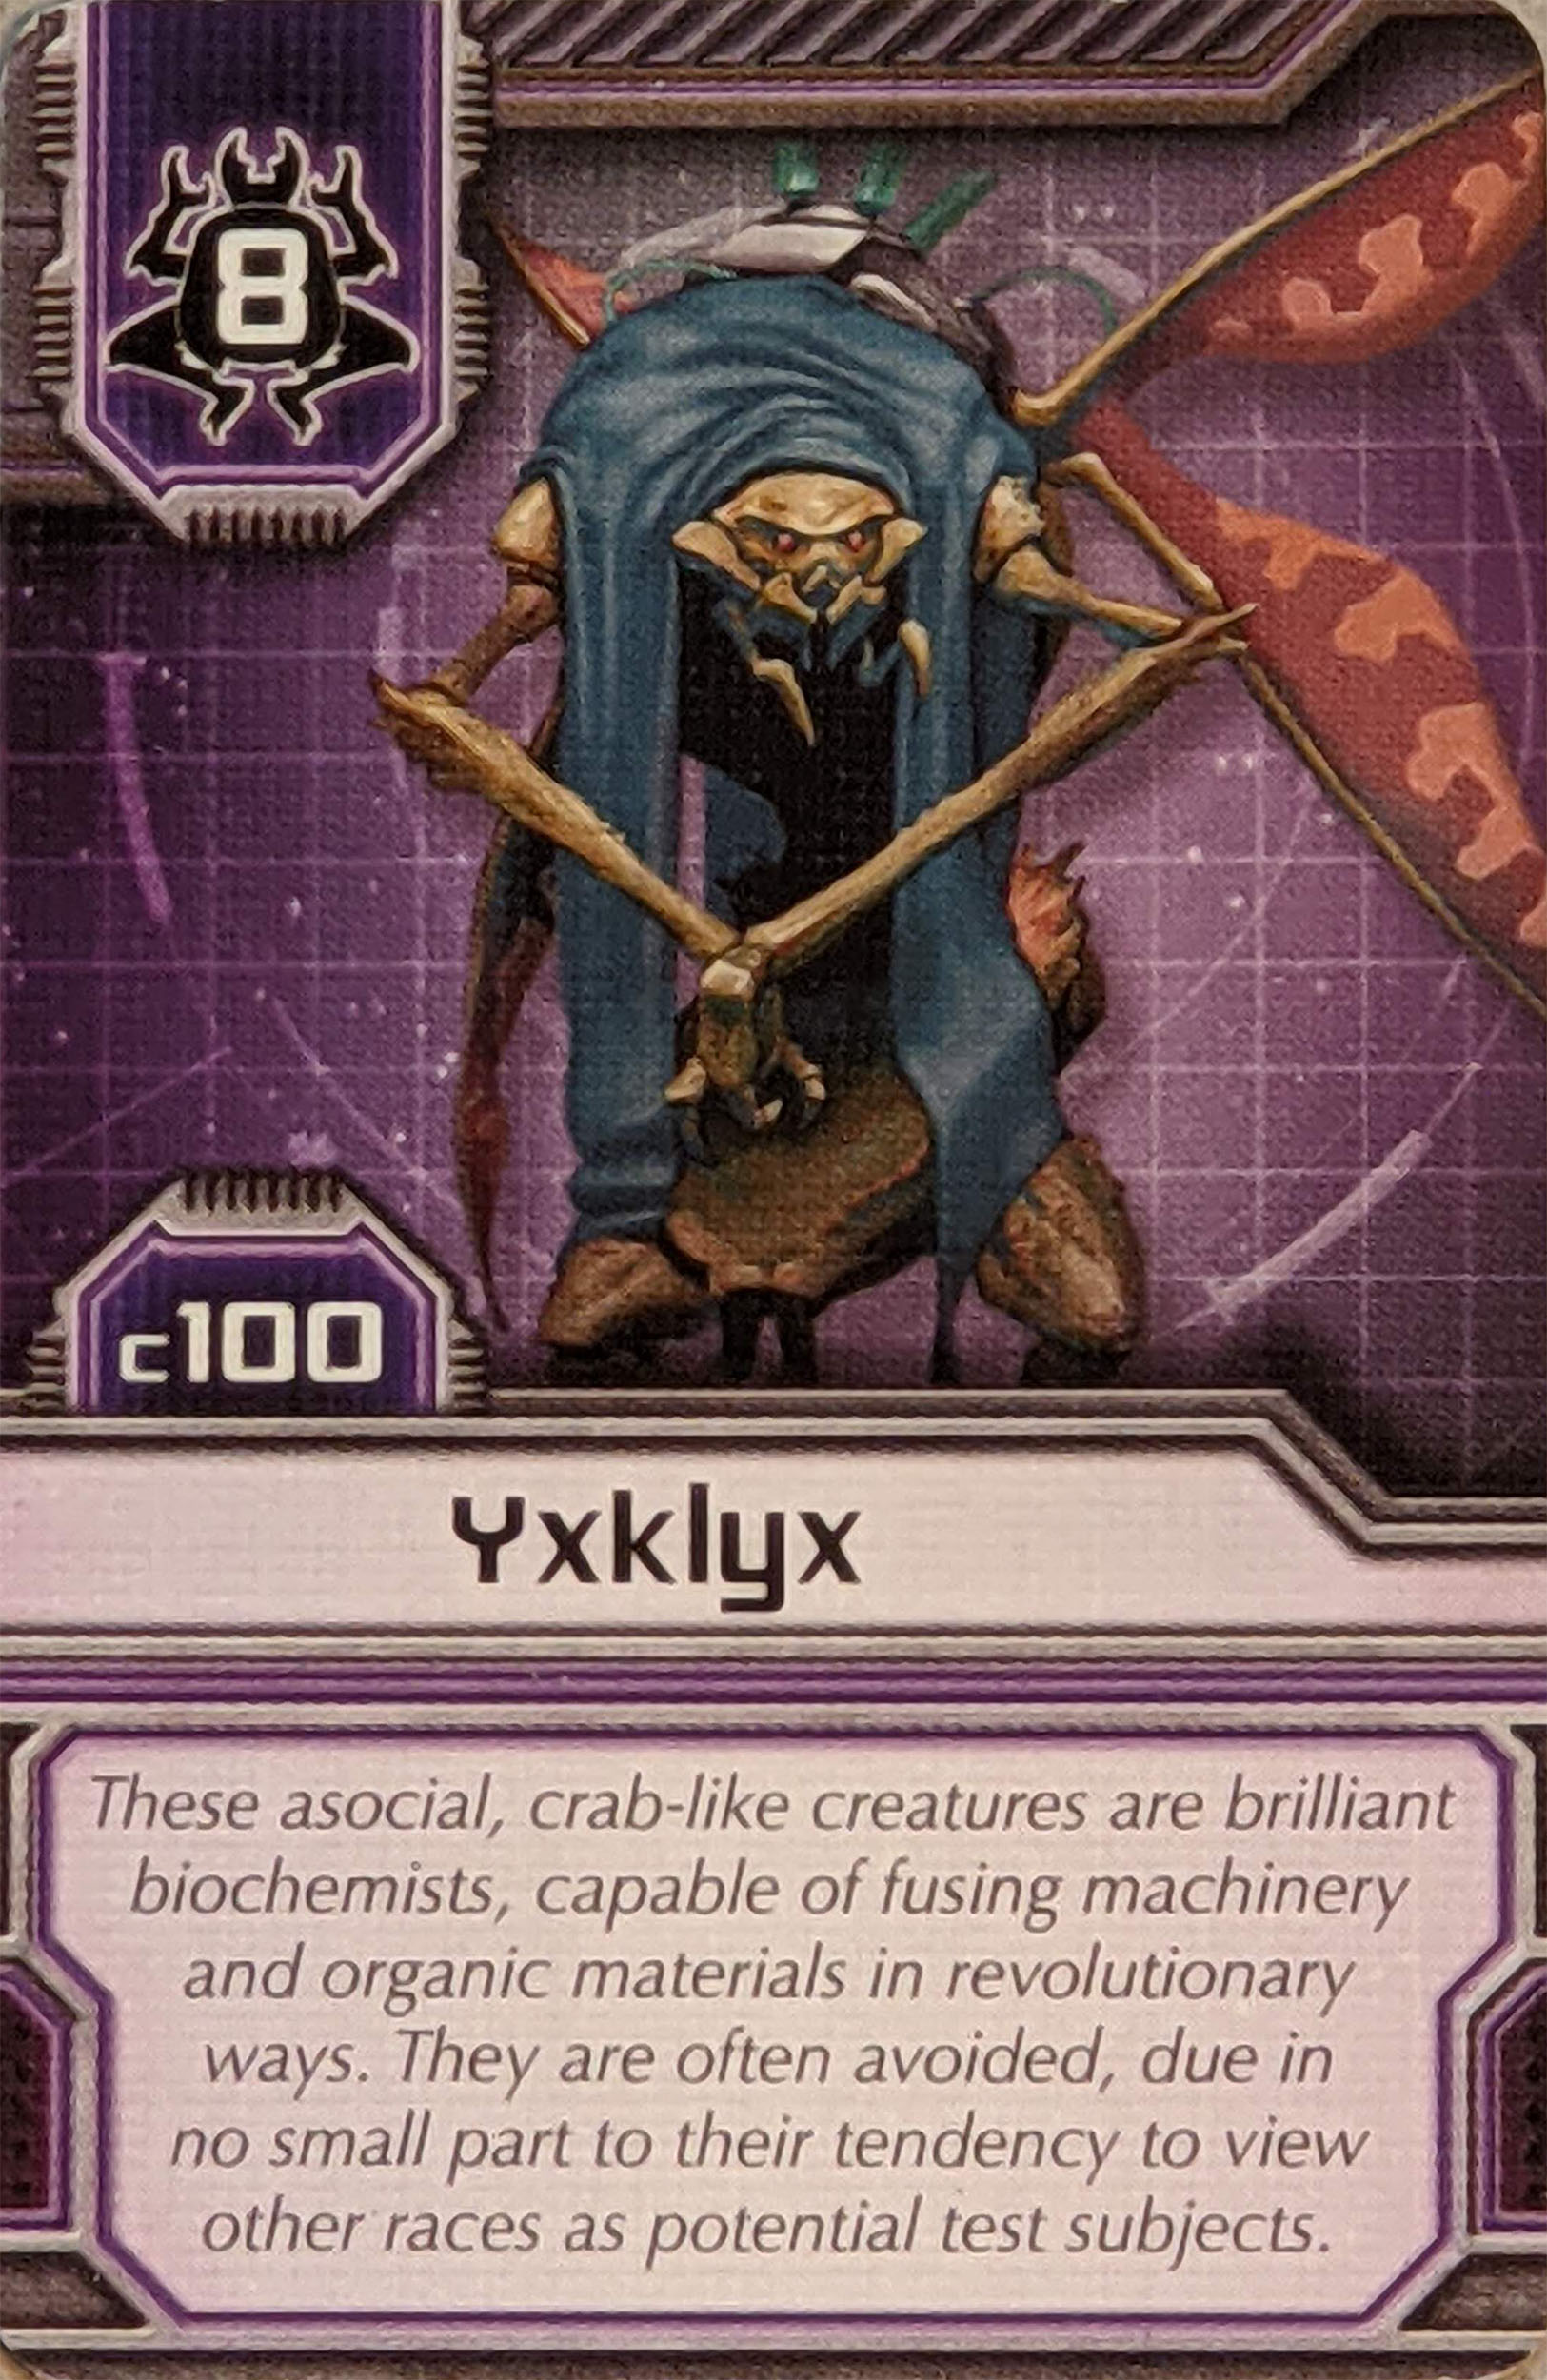 8
c100
Yxklyx
These asocial, crab-like creatures are brilliant
biochemists, capable of fusing machinery
and organic materials in revolutionary
ways. They are often avoided, due in
no small part to their tendency to view
other races as potential test subjects.